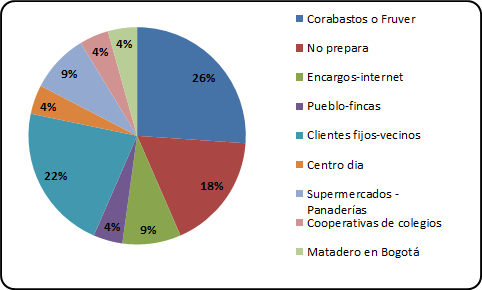 Corabastos o Fruver
No prepara
Encargos-internet
Pueblo-fincas
Clientes fijos-vecinos
Centro dia
Supermercados -
Panaderías
Cooperativas de colegios
Matadero en Bogotá
26%
18%
9%
4%
22%
4%
9%
4%
4%